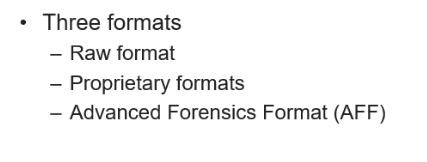 • Three formats
– Raw format
– Proprietary formats
– Advanced Forensics Format (AFF)